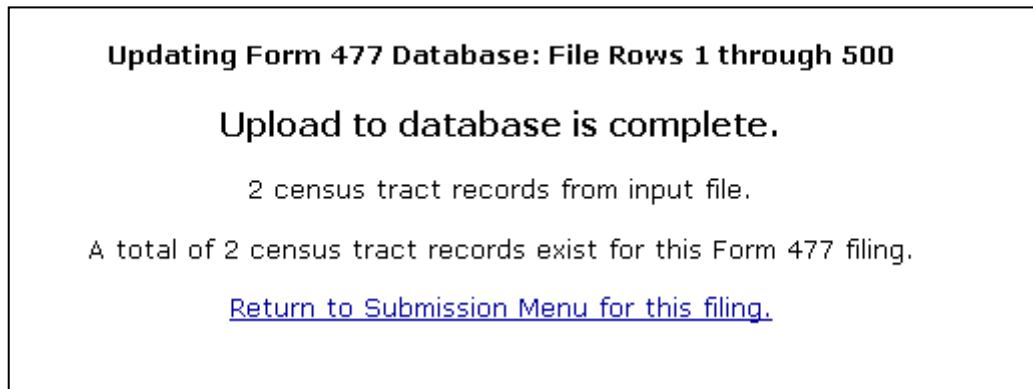 Updating Form 477 Database: File Rows 1 through 500
Upload to database is complete.
2 census tract records from input file.
A total of 2 census tract records exist for this Form 477 filing.
Return to Submission Menu for this filing.